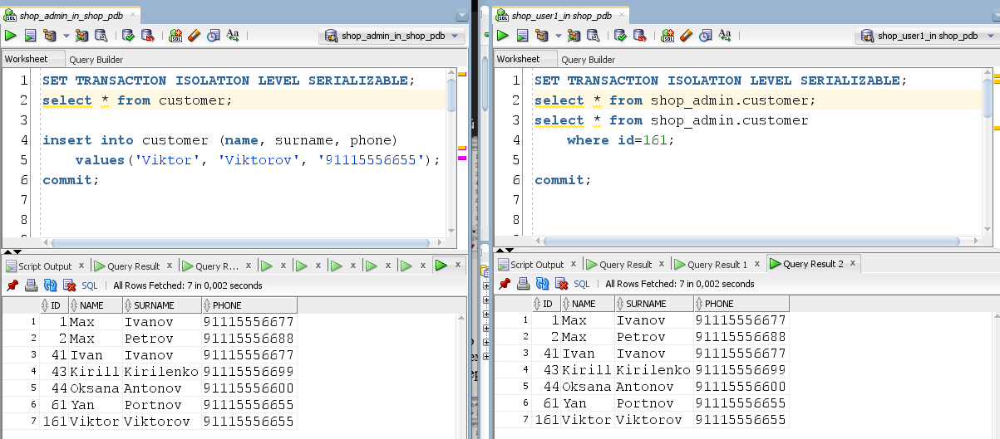 shop_admin_in_shop_pdb
shop_admin_in_shop_pdb
Worksheet Query Builder
1 SET TRANSACTION ISOLATION LEVEL SERIALIZABLE;
2 select * from customer;
3
4 insert into customer (name, surname, phone)
5 values('Viktor', 'Viktorov', '91115556655');
6 commit;
7
8
Script Output Query Result Query R...
SQL All Rows Fetched: 7 in 0,002 seconds
ID NAME SURNAME PHONE
1 1 Max Ivanov 91115556677
2 2 Max Petrov 91115556688
3 41 Ivan Ivanov 91115556677
4 43 Kirill Kirilenko 91115556699
5 44 Oksana Antonov 91115556600
6 61 Yan Portnov 91115556655
7 161 Viktor Viktorov 91115556655
shop_user1_in shop_pdb
shop_user1_in shop_pdb
Worksheet Query Builder
1 SET TRANSACTION ISOLATION LEVEL SERIALIZABLE;
2 select * from shop_admin.customer;
3 select * from shop_admin.customer
4 where id=161;
5
6 commit;
7
8
Script Output Query Result Query Result 1 Query Result 2
SQL All Rows Fetched: 7 in 0,002 seconds
ID NAME SURNAME PHONE
1 1 Max Ivanov 91115556677
2 2 Max Petrov 91115556688
3 41 Ivan Ivanov 91115556677
4 43 Kirill Kirilenko 91115556699
5 44 Oksana Antonov 91115556600
6 61 Yan Portnov 91115556655
7 161 Viktor Viktorov 91115556655